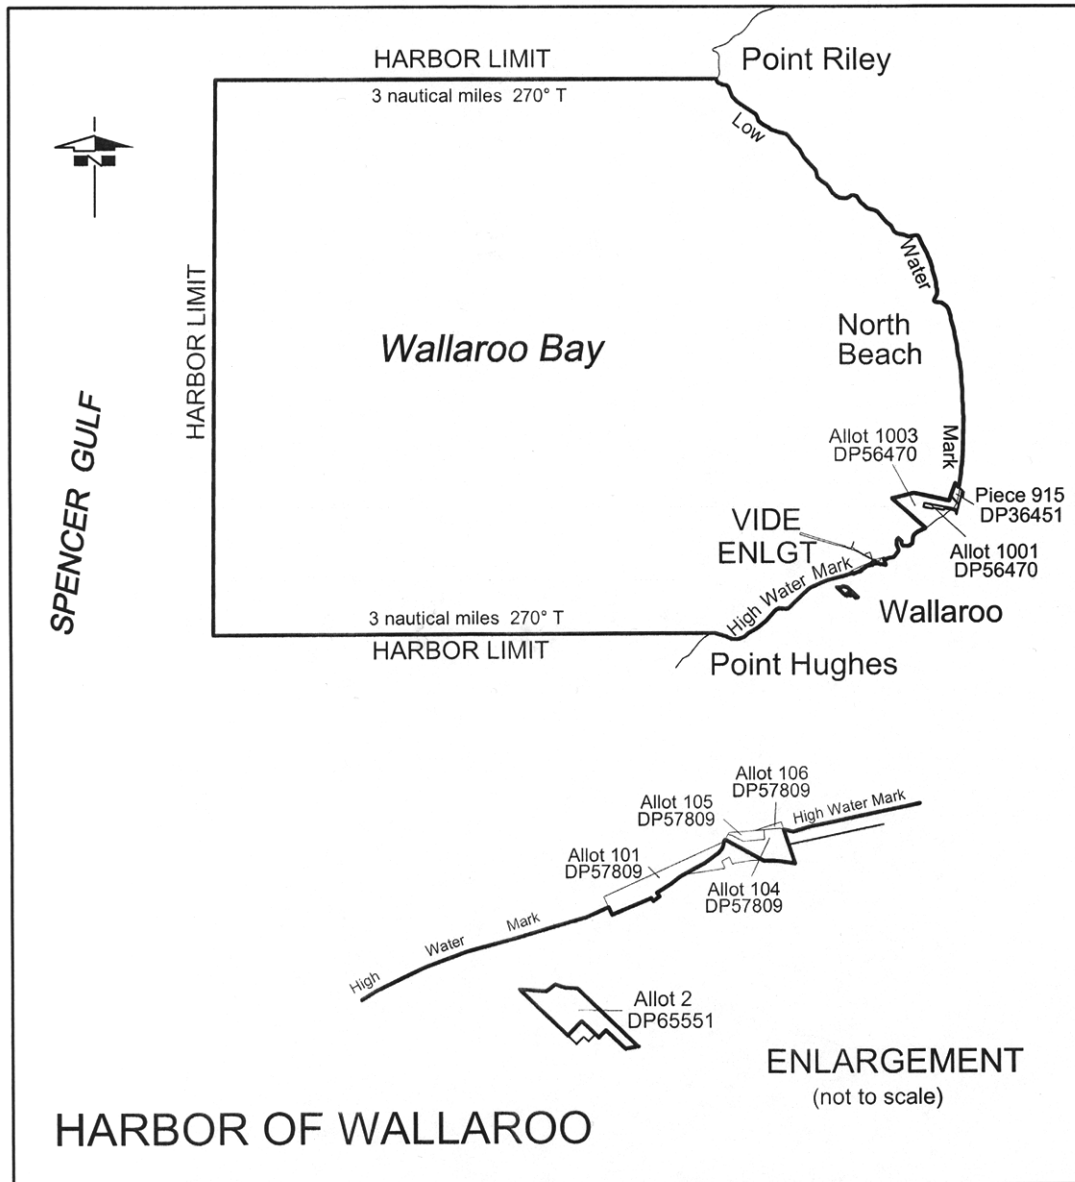 HARBOR LIMIT
Point Riley
3 nautical miles 270° T
Low
N
Water
HARBOR LIMIT
North
Beach
Wallaroo Bay
SPENCER GULF
Mark
Allot 1003
DP56470
Piece 915
DP36451
VIDE
ENLGT
Allot 1001
DP56470
High Water Mark
Wallaroo
3 nautical miles 270° T
HARBOR LIMIT
Point Hughes
Allot 106
DP57809
Allot 105
DP57809
High Water Mark
Allot 101
DP57809
Allot 104
DP57809
High Water Mark
Allot 2
DP65551
ENLARGEMENT
(not to scale)
HARBOR OF WALLAROO